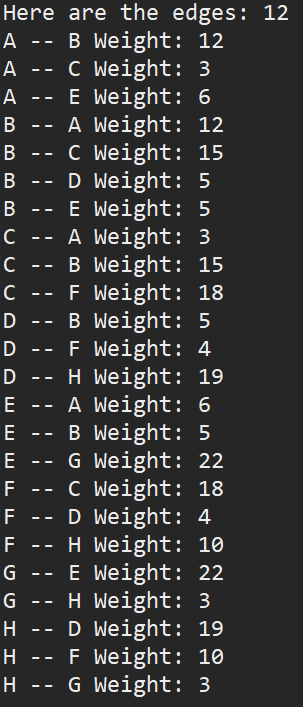 Here are the edges: 12
A -- B Weight: 12
A -- C Weight: 3
A -- E Weight: 6
B -- A Weight: 12
B -- C Weight: 15
B -- D Weight: 5
B -- E Weight: 5
C -- A Weight: 3
C -- B Weight: 15
C -- F Weight: 18
D -- B Weight: 5
D -- F Weight: 4
D -- H Weight: 19
E -- A Weight: 6
E -- B Weight: 5
E -- G Weight: 22
F -- C Weight: 18
F -- D Weight: 4
F -- H Weight: 10
G -- E Weight: 22
G -- H Weight: 3
H -- D Weight: 19
H -- F Weight: 10
H -- G Weight: 3